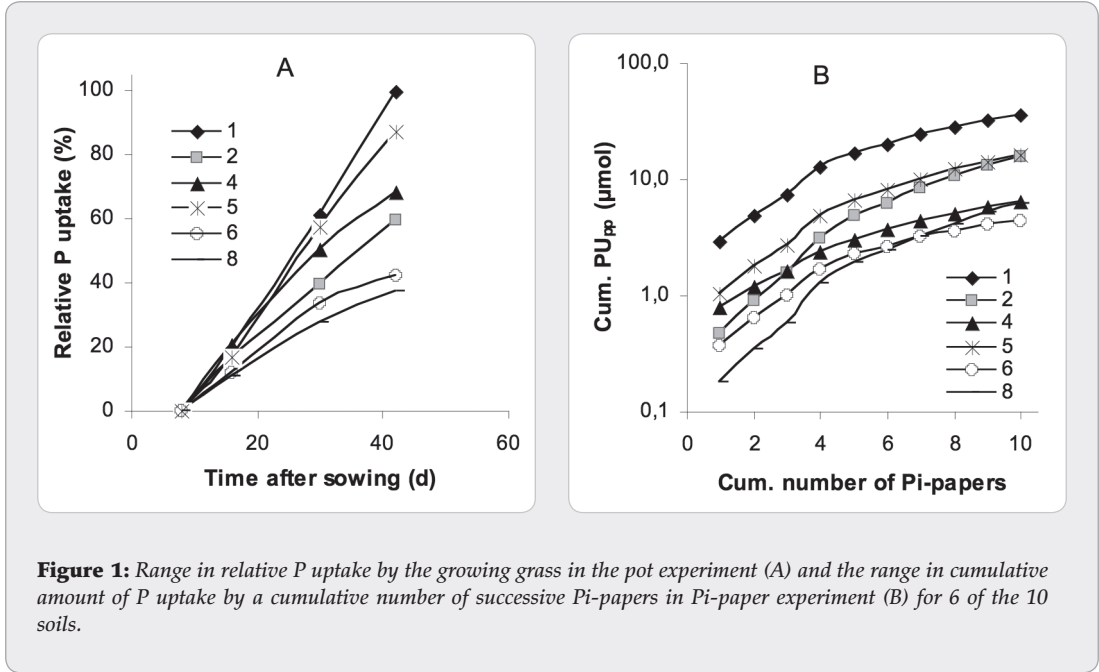 A
Relative P uptake (%)
100
80
60
40
20
0
1
2
4
5
6
8
0 20 40 60
Time after sowing (d)
B
Cum. PUpp (µmol)
100,0
10,0
1,0
0,1
1
2
4
5
6
8
0 2 4 6 8 10
Cum. number of Pi-papers
Figure 1: Range in relative P uptake by the growing grass in the pot experiment (A) and the range in cumulative
amount of P uptake by a cumulative number of successive Pi-papers in Pi-paper experiment (B) for 6 of the 10
soils.